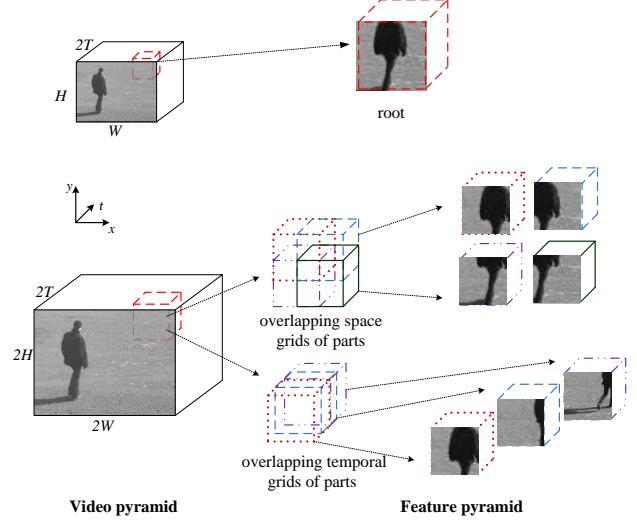 2T
H
W
root
y
t
x
2T
2H
2W
overlapping space
grids of parts
overlapping temporal
grids of parts
Video pyramid
Feature pyramid